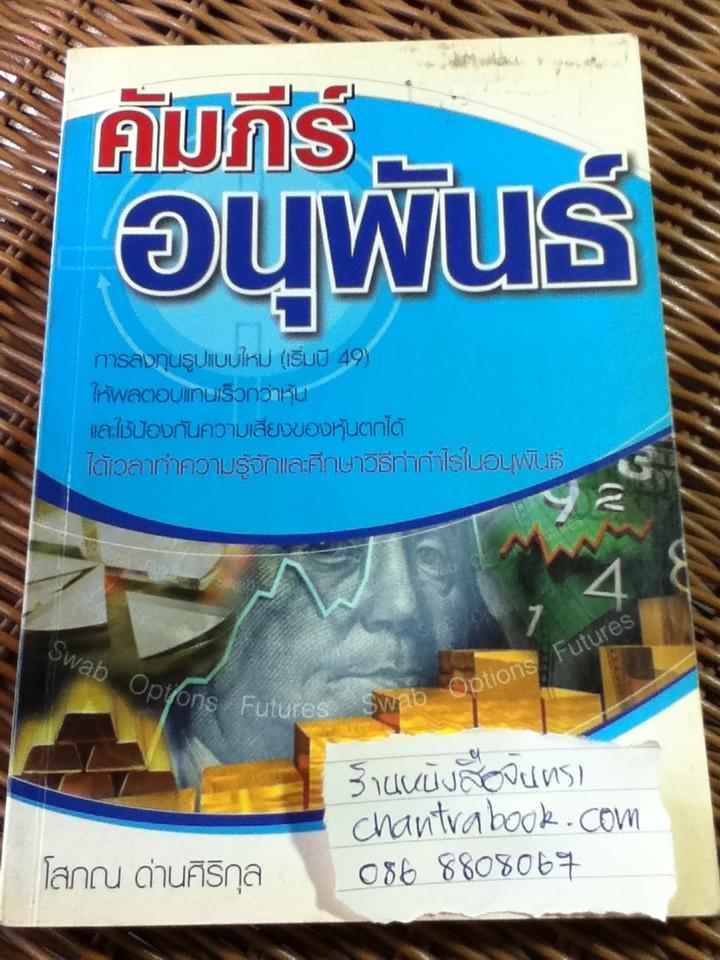 คัมภีร์
อนุพันธ์
การลงทุนรูปแบบใหม่ (เริ่มปี 49)
ให้ผลตอบแทนเร็วกว่าหุ้น
และใช้ป้องกันความเสี่ยงของหุ้นตกได้
ได้เวลาทำความรู้จักและศึกษาวิธีทำกำไรในอนุพันธ์
9 2
4 8
1
Swab Options Futures Swab Options Futures
โสภณ ด่านศิริกุล
ร้านหนังสือจันทรา
chantrabook.com
086 8808067